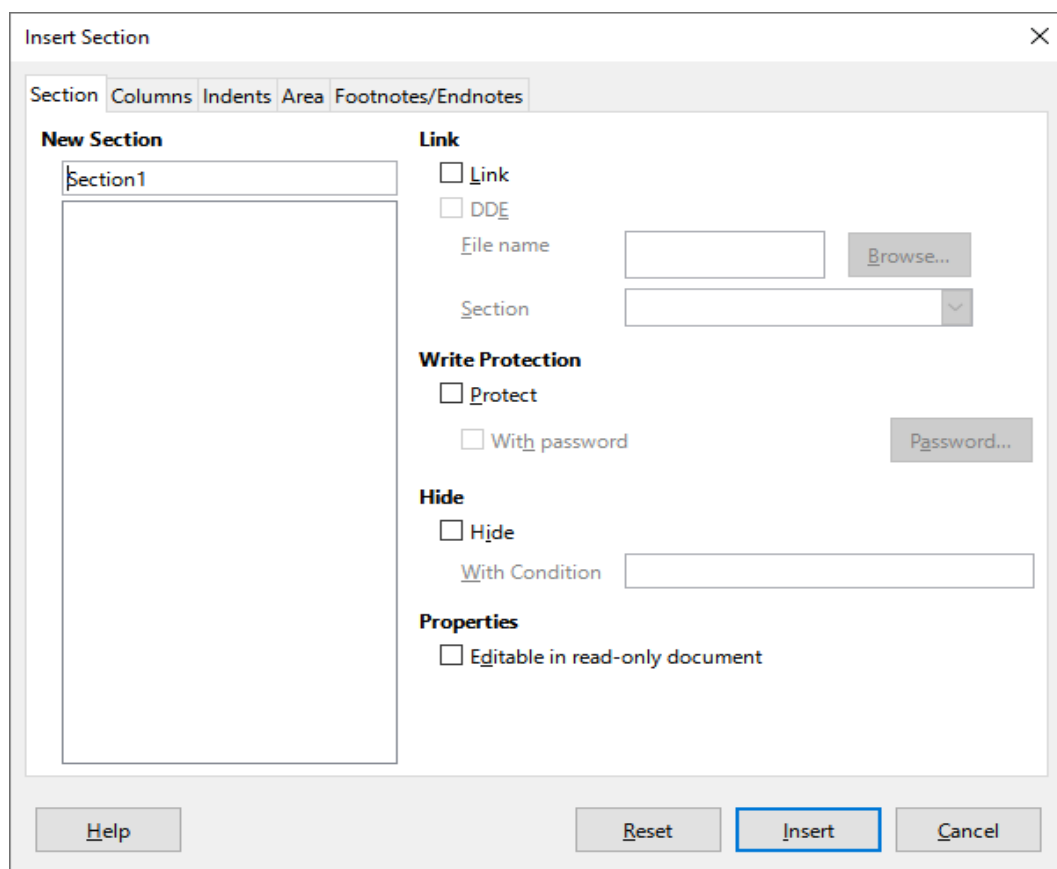 Insert Section
Section Columns Indents Area Footnotes/Endnotes
New Section
Section1
Link
Link
DDE
File name
Browse...
Section
Write Protection
Protect
With password
Password...
Hide
Hide
With Condition
Properties
Editable in read-only document
Help
Reset
Insert
Cancel